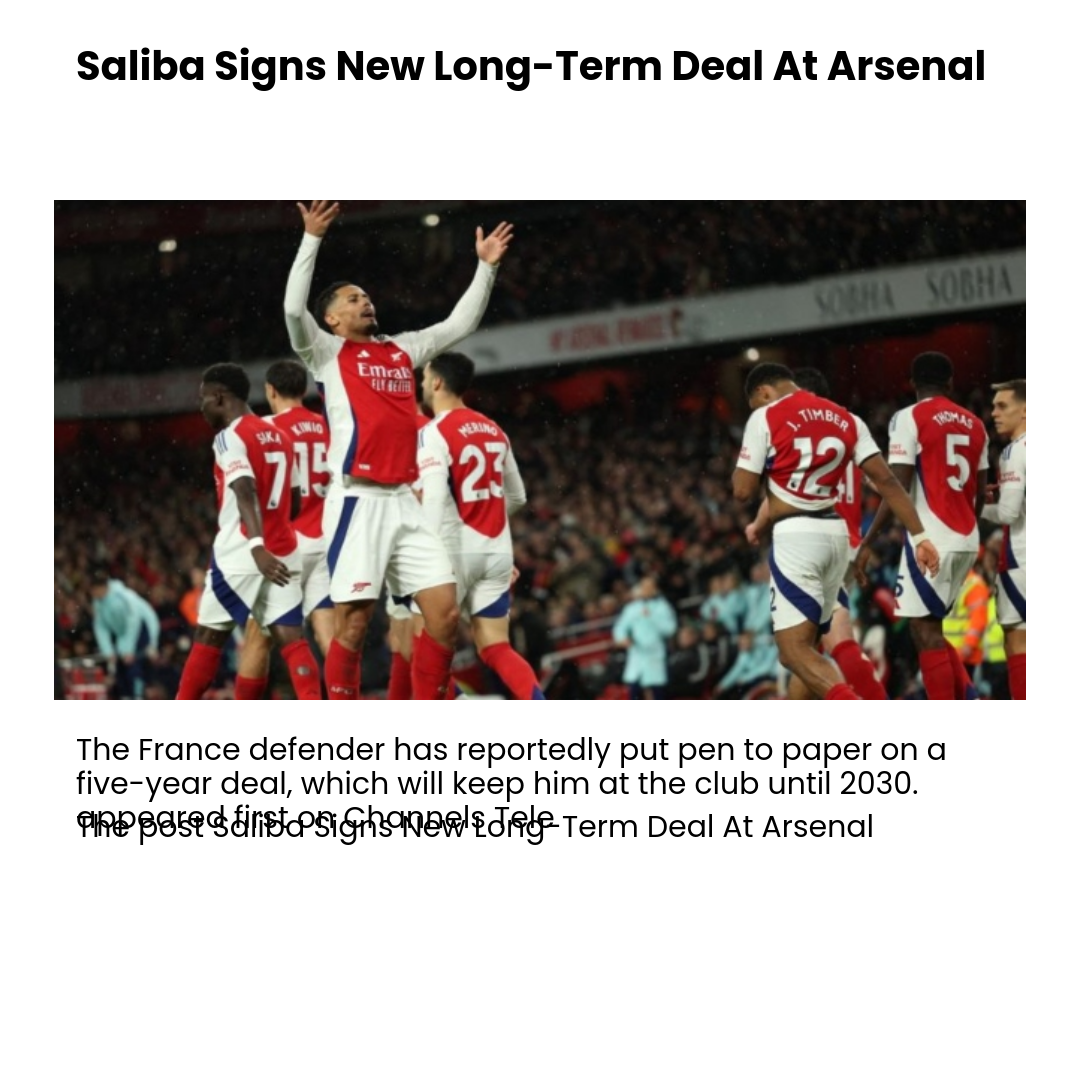 Saliba Signs New Long-Term Deal At Arsenal
SOBHA
SOBHA
Emirates
FLY BETTER
SAKA
7
KIWIOR
15
MERINO
23
J. TIMBER
12
THOMAS
5
The France defender has reportedly put pen to paper on a
five-year deal, which will keep him at the club until 2030.
appeared first on Channels Tele
The post Saliba Signs New Long-Term Deal At Arsenal